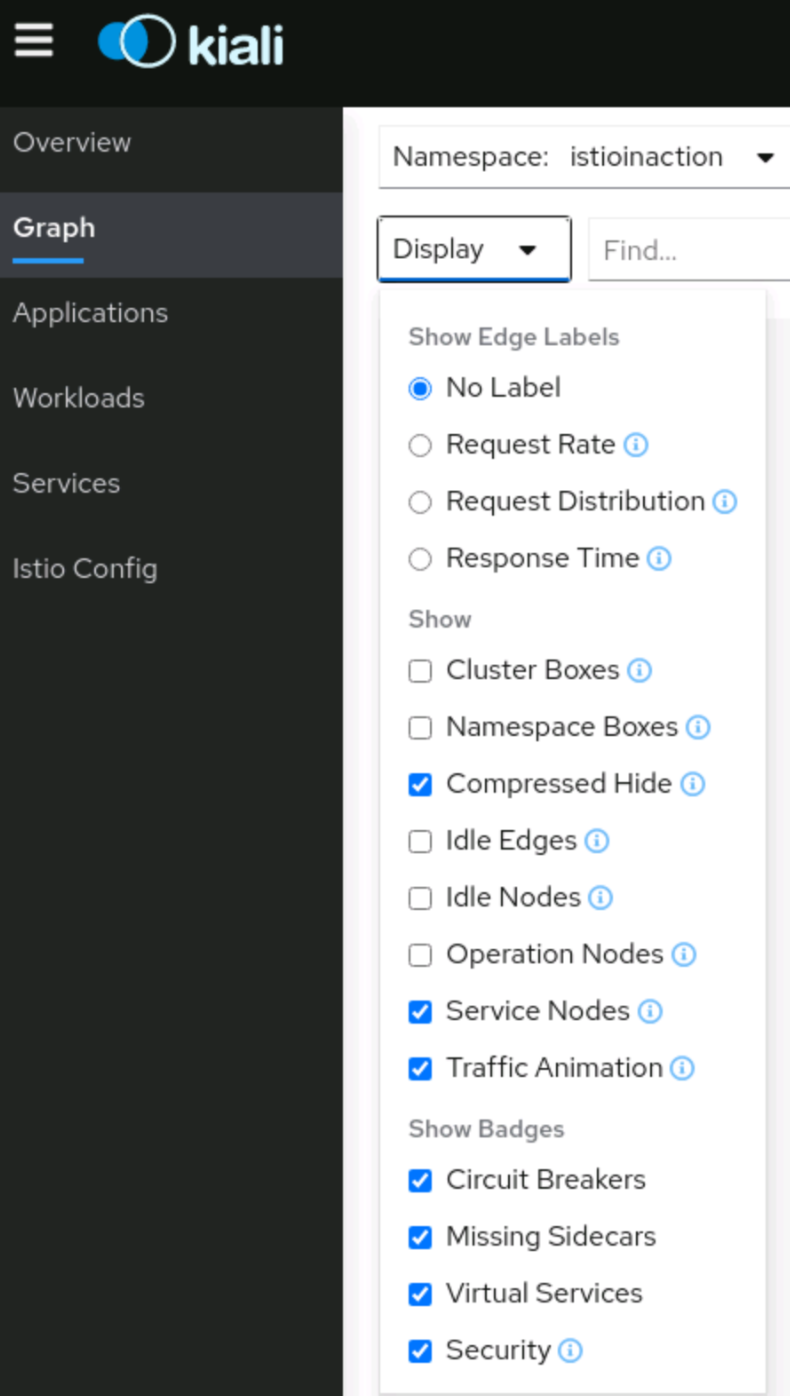 kiali
Overview
Graph
Applications
Workloads
Services
Istio Config
Namespace: istioinaction
Display
Find...
Show Edge Labels
No Label
Request Rate
Request Distribution
Response Time
Show
Cluster Boxes
Namespace Boxes
Compressed Hide
Idle Edges
Idle Nodes
Operation Nodes
Service Nodes
Traffic Animation
Show Badges
Circuit Breakers
Missing Sidecars
Virtual Services
Security